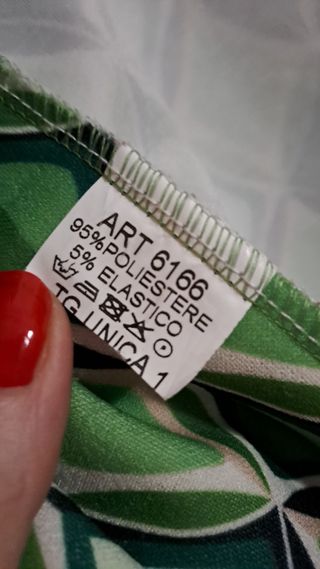 ART 6166
95% POLIESTERE
5% ELASTICO
TG UNICA 1